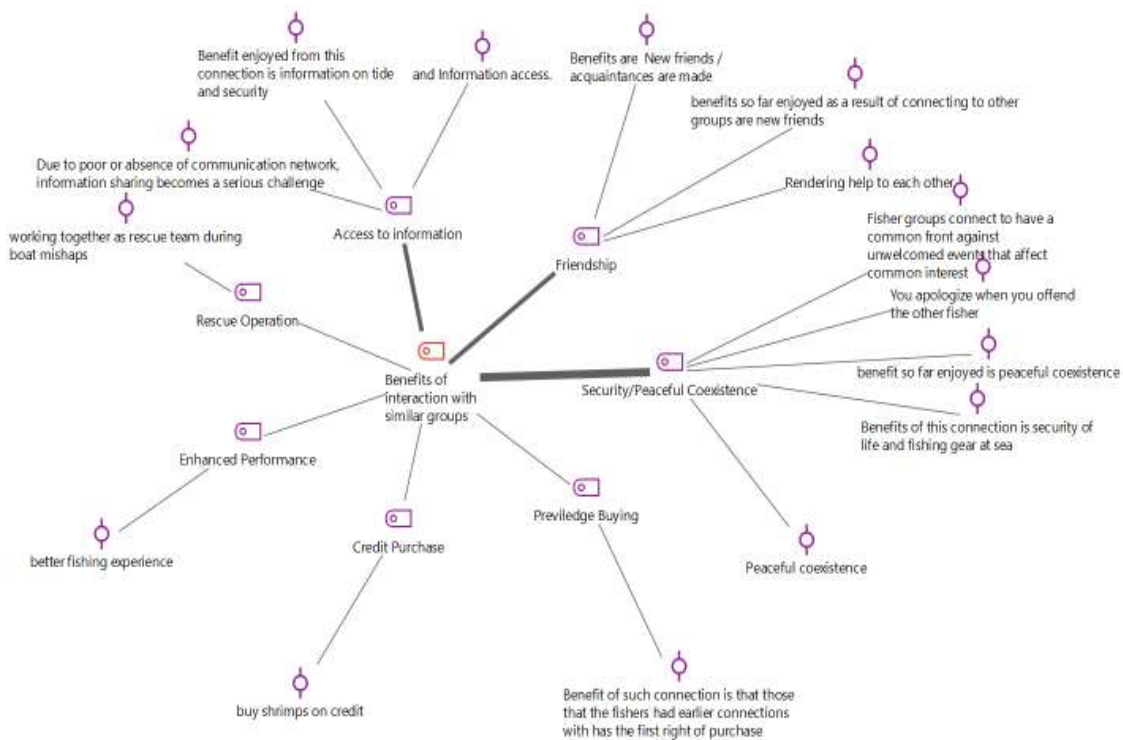 Benefit enjoyed from this
connection is information on tide
and security
and Information access.
Benefits are New friends /
acquaintances are made
benefits so far enjoyed as a result of connecting to other
groups are new friends
Due to poor or absence of communication network,
information sharing becomes a serious challenge
Rendering help to each other
working together as rescue team during
boat mishaps
Access to information
Friendship
Fisher groups connect to have a
common front against
unwelcomed events that affect
common interest
You apologize when you offend
the other fisher
Rescue Operation
Benefits of
interaction with
similar groups
Security/Peaceful Coexistence
benefit so far enjoyed is peaceful coexistence
Benefits of this connection is security of
life and fishing gear at sea
Enhanced Performance
Previledge Buying
Credit Purchase
better fishing experience
Peaceful coexistence
buy shrimps on credit
Benefit of such connection is that those
that the fishers had earlier connections
with has the first right of purchase